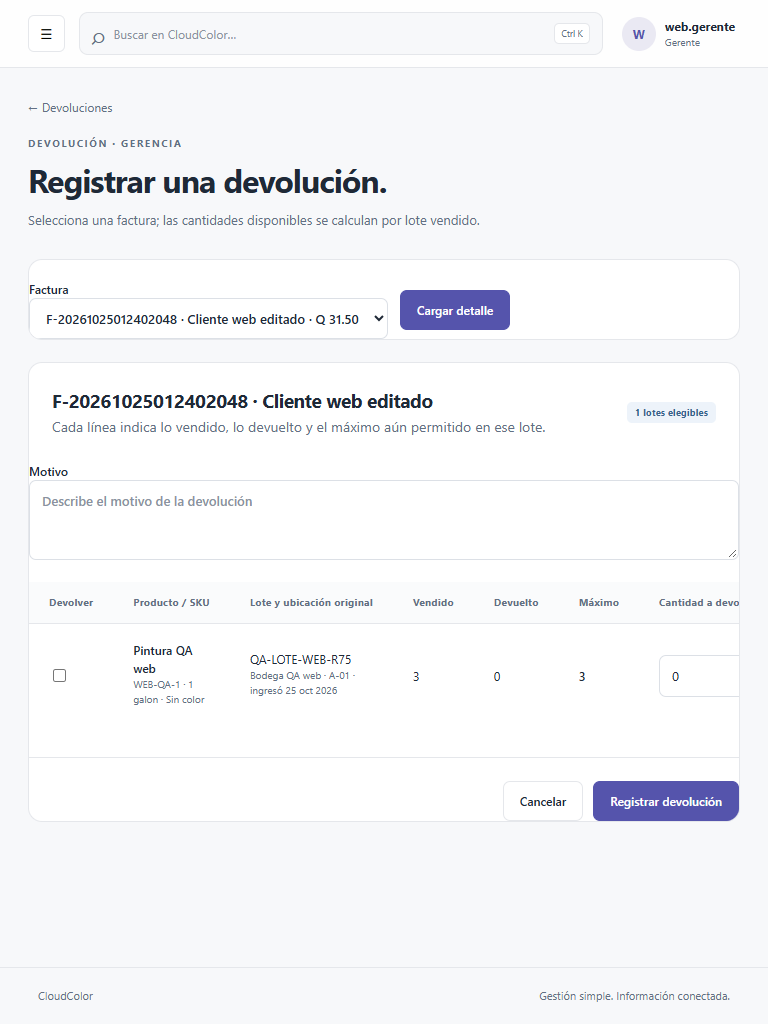 ☰
Buscar en CloudColor...
Ctrl K
W
web.gerente
Gerente
← Devoluciones
DEVOLUCIÓN · GERENCIA
Registrar una devolución.
Selecciona una factura; las cantidades disponibles se calculan por lote vendido.
Factura
F-20261025012402048 · Cliente web editado · Q 31.50
Cargar detalle
F-20261025012402048 · Cliente web editado
Cada línea indica lo vendido, lo devuelto y el máximo aún permitido en ese lote.
1 lotes elegibles
Motivo
Describe el motivo de la devolución
Devolver Producto / SKU Lote y ubicación original Vendido Devuelto Máximo Cantidad a devo
Pintura QA
web
WEB-QA-1 · 1
galon · Sin color
QA-LOTE-WEB-R75
Bodega QA web · A-01 ·
ingresó 25 oct 2026
3 0 3 0
Cancelar
Registrar devolución
CloudColor
Gestión simple. Información conectada.